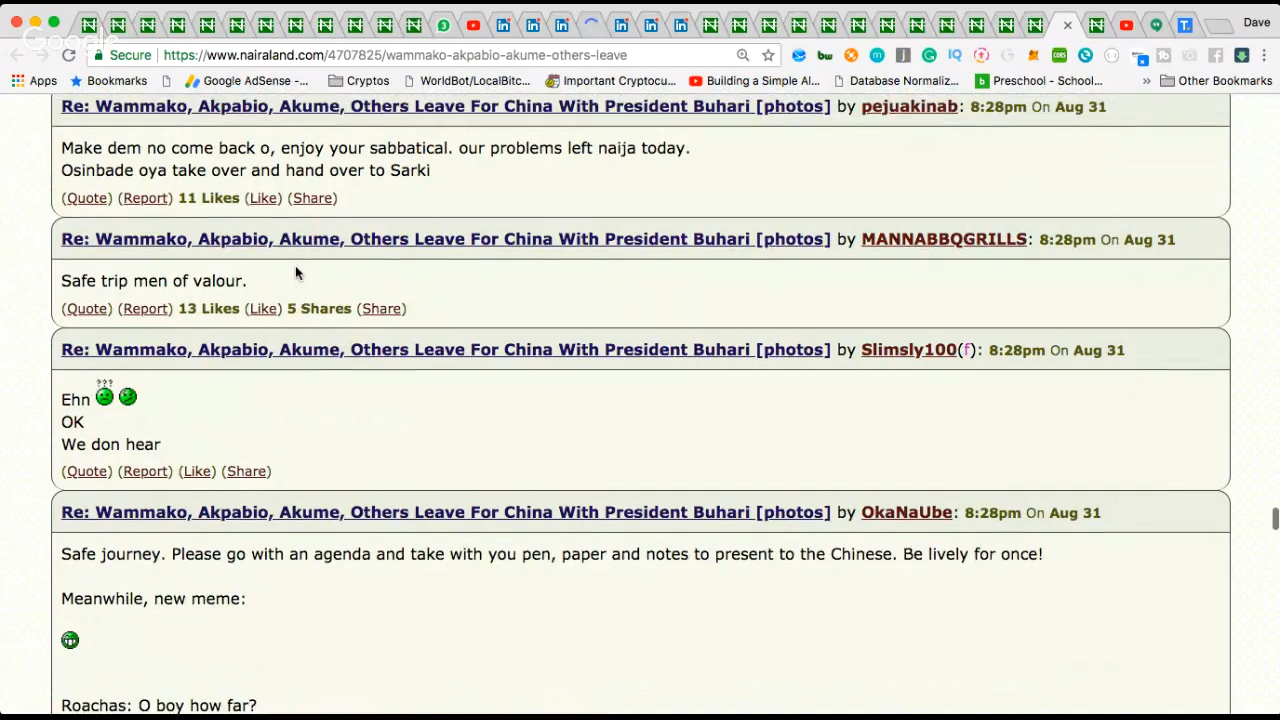 Dave
Google
Secure
https://www.nairaland.com/4707825/wammako-akpabio-akume-others-leave
Apps
Bookmarks
Google AdSense -...
Cryptos
WorldHot/LocalBitc...
Important Cryptocu...
Building a Simple Al...
Database Normaliz...
Preschool - School...
»
Other Bookmarks
Re: Wammako, Akpabio, Akume, Others Leave For China With President Buhari [photos] by pejuakinab: 8:28pm On Aug 31
Make dem no come back o, enjoy your sabbatical. our problems left naija today.
Osinbade oya take over and hand over to Sarki
(Quote) (Report) 11 Likes (Like) (Share)
Re: Wammako, Akpabio, Akume, Others Leave For China With President Buhari [photos] by MANNABBQGRILLS: 8:28pm On Aug 31
Safe trip men of valour.
(Quote) (Report) 13 Likes (Like) 5 Shares (Share)
Re: Wammako, Akpabio, Akume, Others Leave For China With President Buhari [photos] by Slimsly100(f): 8:28pm On Aug 31
Ehn
OK
We don hear
(Quote) (Report) (Like) (Share)
Re: Wammako, Akpabio, Akume, Others Leave For China With President Buhari [photos] by OkaNaUbe: 8:28pm On Aug 31
Safe journey. Please go with an agenda and take with you pen, paper and notes to present to the Chinese. Be lively for once!
Meanwhile, new meme:
Roachas: O boy how far?